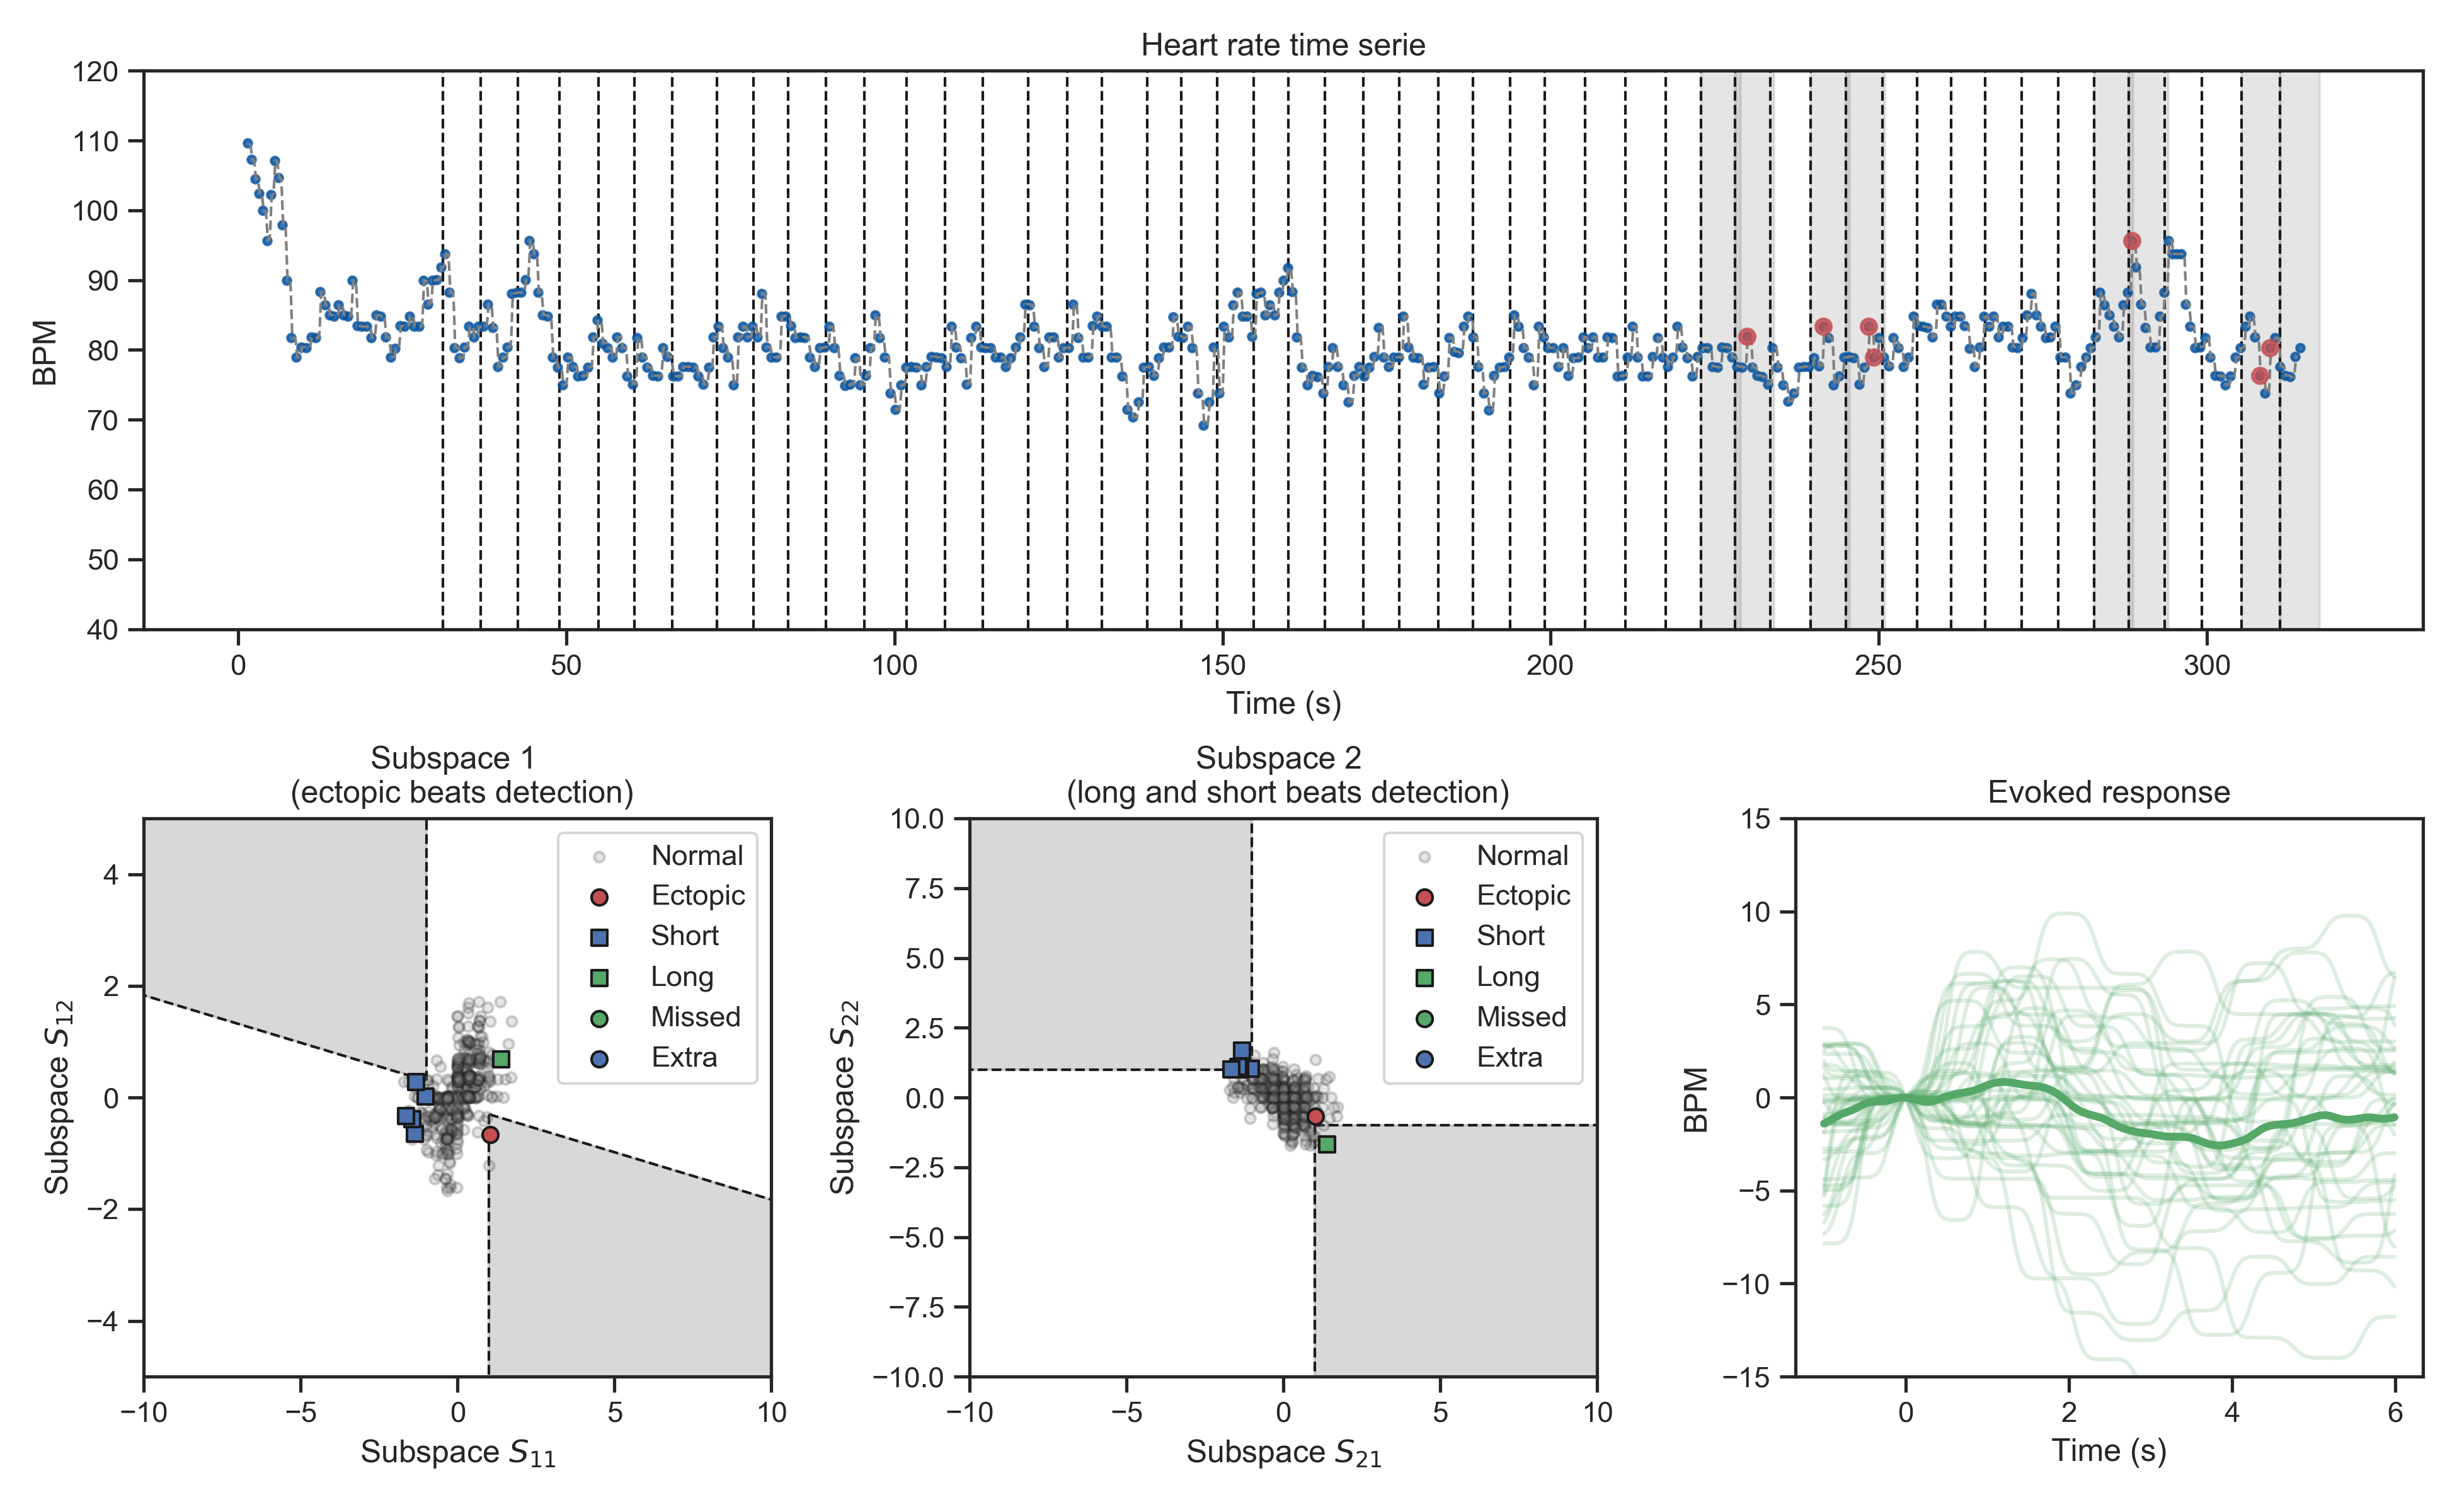 Heart rate time serie
120
110
100
90
80
70
60
50
40
BPM
0 50 100 150 200 250 300
Time (s)
Subspace 1
(ectopic beats detection)
4
2
0
−2
−4
Subspace S12
Normal
Ectopic
Short
Long
Missed
Extra
−10 −5 0 5 10
Subspace S11
Subspace 2
(long and short beats detection)
10.0
7.5
5.0
2.5
0.0
−2.5
−5.0
−7.5
−10.0
Subspace S22
Normal
Ectopic
Short
Long
Missed
Extra
−10 −5 0 5 10
Subspace S21
Evoked response
15
10
5
0
−5
−10
−15
BPM
0 2 4 6
Time (s)